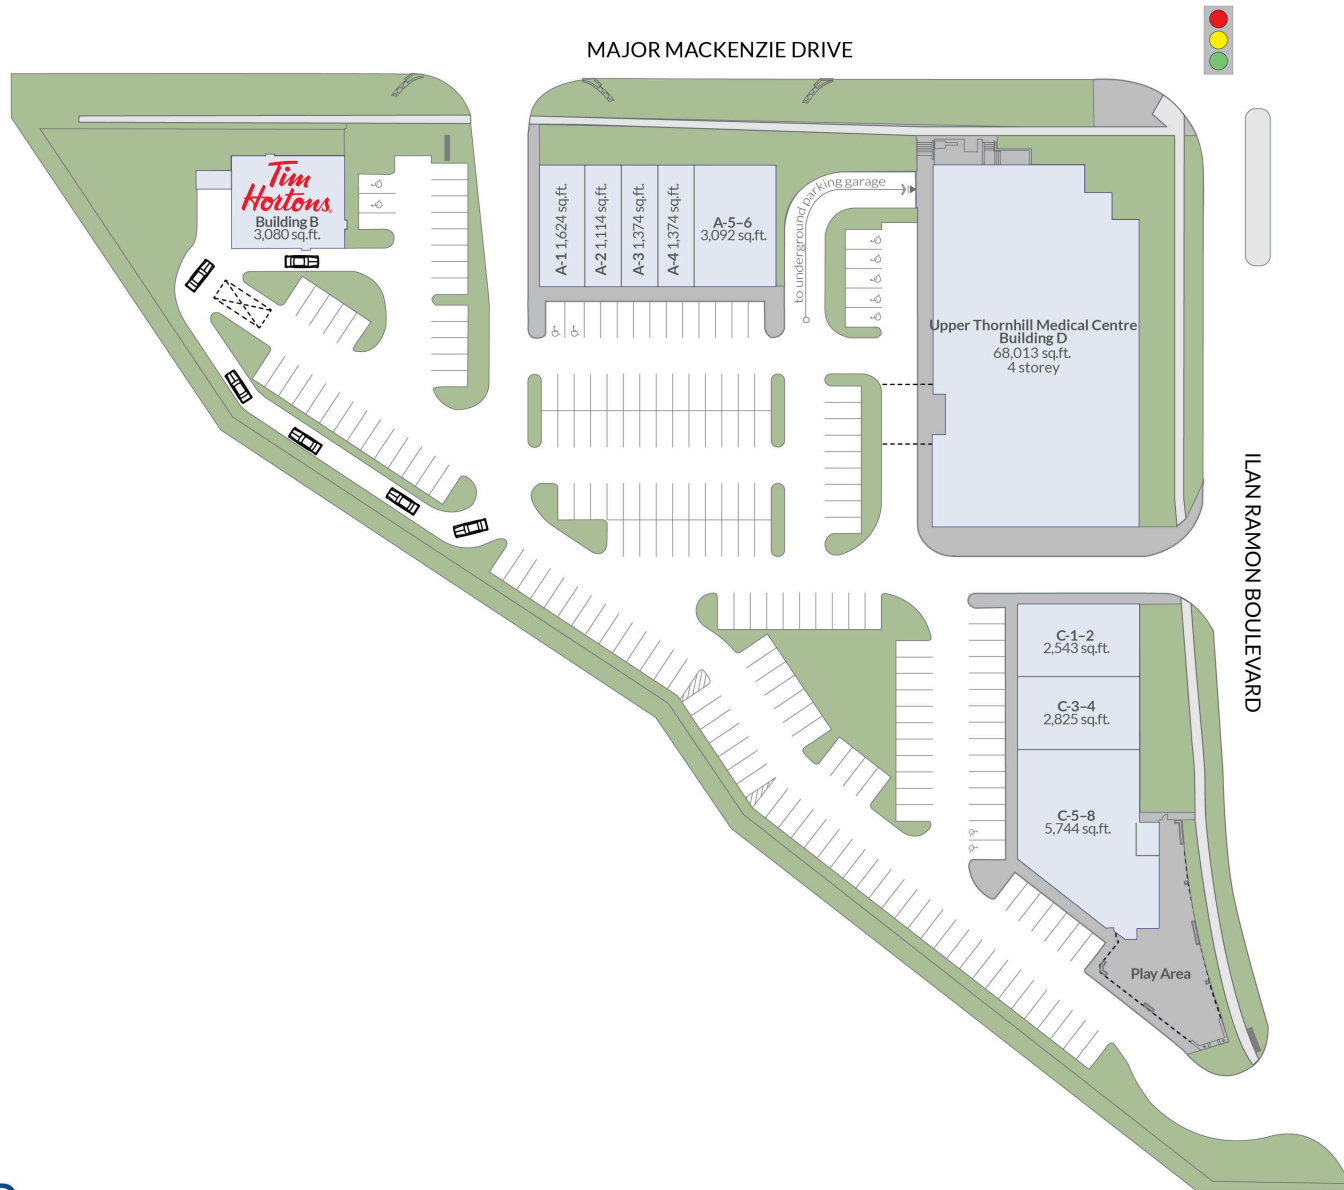 MAJOR MACKENZIE DRIVE
Tim
Hortons
Building B
3,080 sq.ft.
A-1 1,624 sq.ft.
A-2 1,114 sq.ft.
A-3 1,374 sq.ft.
A-4 1,374 sq.ft.
A-5–6
3,092 sq.ft.
to underground parking garage
Upper Thornhill Medical Centre
Building D
68,013 sq.ft.
4 storey
ILAN RAMON BOULEVARD
C-1–2
2,543 sq.ft.
C-3–4
2,825 sq.ft.
C-5–8
5,744 sq.ft.
Play Area